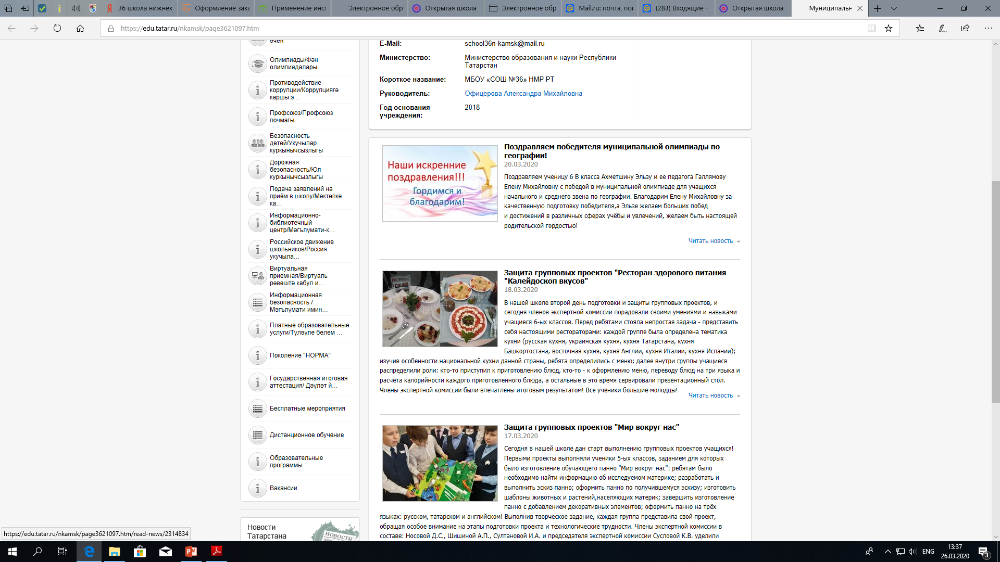 36 школа нижнек
Оформление зака
Применение инст
Электронное обр
Открытая школа
Электронное обр
Mail.ru: почта, пои
(283) Входящие -
Открытая школа
Муниципаль
https://edu.tatar.ru/nkamsk/page3621097.htm
өчен
Олимпиады/Фән
олимпиадалары
Противодействие
коррупции/Коррупциягә
каршы э...
Профсоюз/Профсоюз
почмагы
Безопасность
детей/Укучылар
куркынычсызлыгы
Дорожная
безопасность/Юл
куркынычсызлыгы
Подача заявлений на
приём в школу/Мәктәпкә
ка...
Информационно-
библиотечный
центр/Мәгълумати-к...
Российское движение
школьников/Россия
укучыла...
Виртуальная
приемная/Виртуаль
рәвештә кабул и...
Информационная
безопасность /
Мәгълумати имин...
Платные образовательные
услуги/Түләүле белем ...
Поколение "НОРМА"
Государственная итоговая
аттестация/ Дәүләт й...
Бесплатные мероприятия
Дистанционное обучение
Образовательные
программы
Вакансии
Новости
Татарстана
НОВОСТИ
E-Mail: school36n-kamsk@mail.ru
Министерство: Министерство образования и науки Республики
Татарстан
Короткое название: МБОУ «СОШ №36» НМР РТ
Руководитель: Офицерова Александра Михайловна
Год основания 2018
учреждения:
Наши искренние
поздравления!!!
Гордимся и
благодарим!
Поздравляем победителя муниципальной олимпиады по
географии!
20.03.2020
Поздравляем ученицу 6 В класса Ахметшину Эльзу и ее педагога Галлямову
Елену Михайловну с победой в муниципальной олимпиаде для учащихся
начального и среднего звена по географии. Благодарим Елену Михайловну за
качественную подготовку победителя,а Эльзе желаем больших побед
и достижений в различных сферах учёбы и увлечений, желаем быть настоящей
родительской гордостью!
Читать новость
Защита групповых проектов "Ресторан здорового питания
"Калейдоскоп вкусов"
18.03.2020
В нашей школе второй день подготовки и защиты групповых проектов, и
сегодня членов экспертной комиссии порадовали своими умениями и навыками
учащиеся 6-ых классов. Перед ребятами стояла непростая задача - представить
себя настоящими рестораторами: каждой группе была определена тематика
кухни (русская кухня, украинская кухня, кухня Татарстана, кухня
Башкортостана, восточная кухня, кухня Англии, кухня Италии, кухня Испании);
изучив особенности национальной кухни данной страны, ребята определились с меню; далее внутри группы учащиеся
распределили роли: кто-то приступил к приготовлению блюд, кто-то - к оформлению меню, переводу блюд на три языка и
расчёта калорийности каждого приготовленного блюда, а остальные в это время сервировали презентационный стол.
Члены экспертной комиссии были впечатлены итоговым результатом! Все ученики большие молодцы!
Читать новость
Защита групповых проектов "Мир вокруг нас"
17.03.2020
Сегодня в нашей школе дан старт выполнению групповых проектов учащихся!
Первыми проекты выполняли ученики 5-ых классов, заданием для которых
было изготовление обучающего панно "Мир вокруг нас": ребятам было
необходимо найти информацию об исследуемом материке; разработать и
выполнить эскиз панно; оформить панно по получившемуся эскизу; изготовить
шаблоны животных и растений,населяющих материк; завершить изготовление
панно с добавлением декоративных элементов; оформить панно на трёх
языках: русском, татарском и английском! Выполнив творческое задание, каждая группа представила свой проект,
обращая особое внимание на этапы подготовки проекта и технологические трудности. Члены экспертной комиссии в
составе: Носовой Д.С., Шишиной А.П., Султановой И.А. и председателя экспертной комиссии Сусловой К.В. уделили
https://edu.tatar.ru/nkamsk/page3621097.htm/read-news/2314834
ENG
13:37
26.03.2020
3